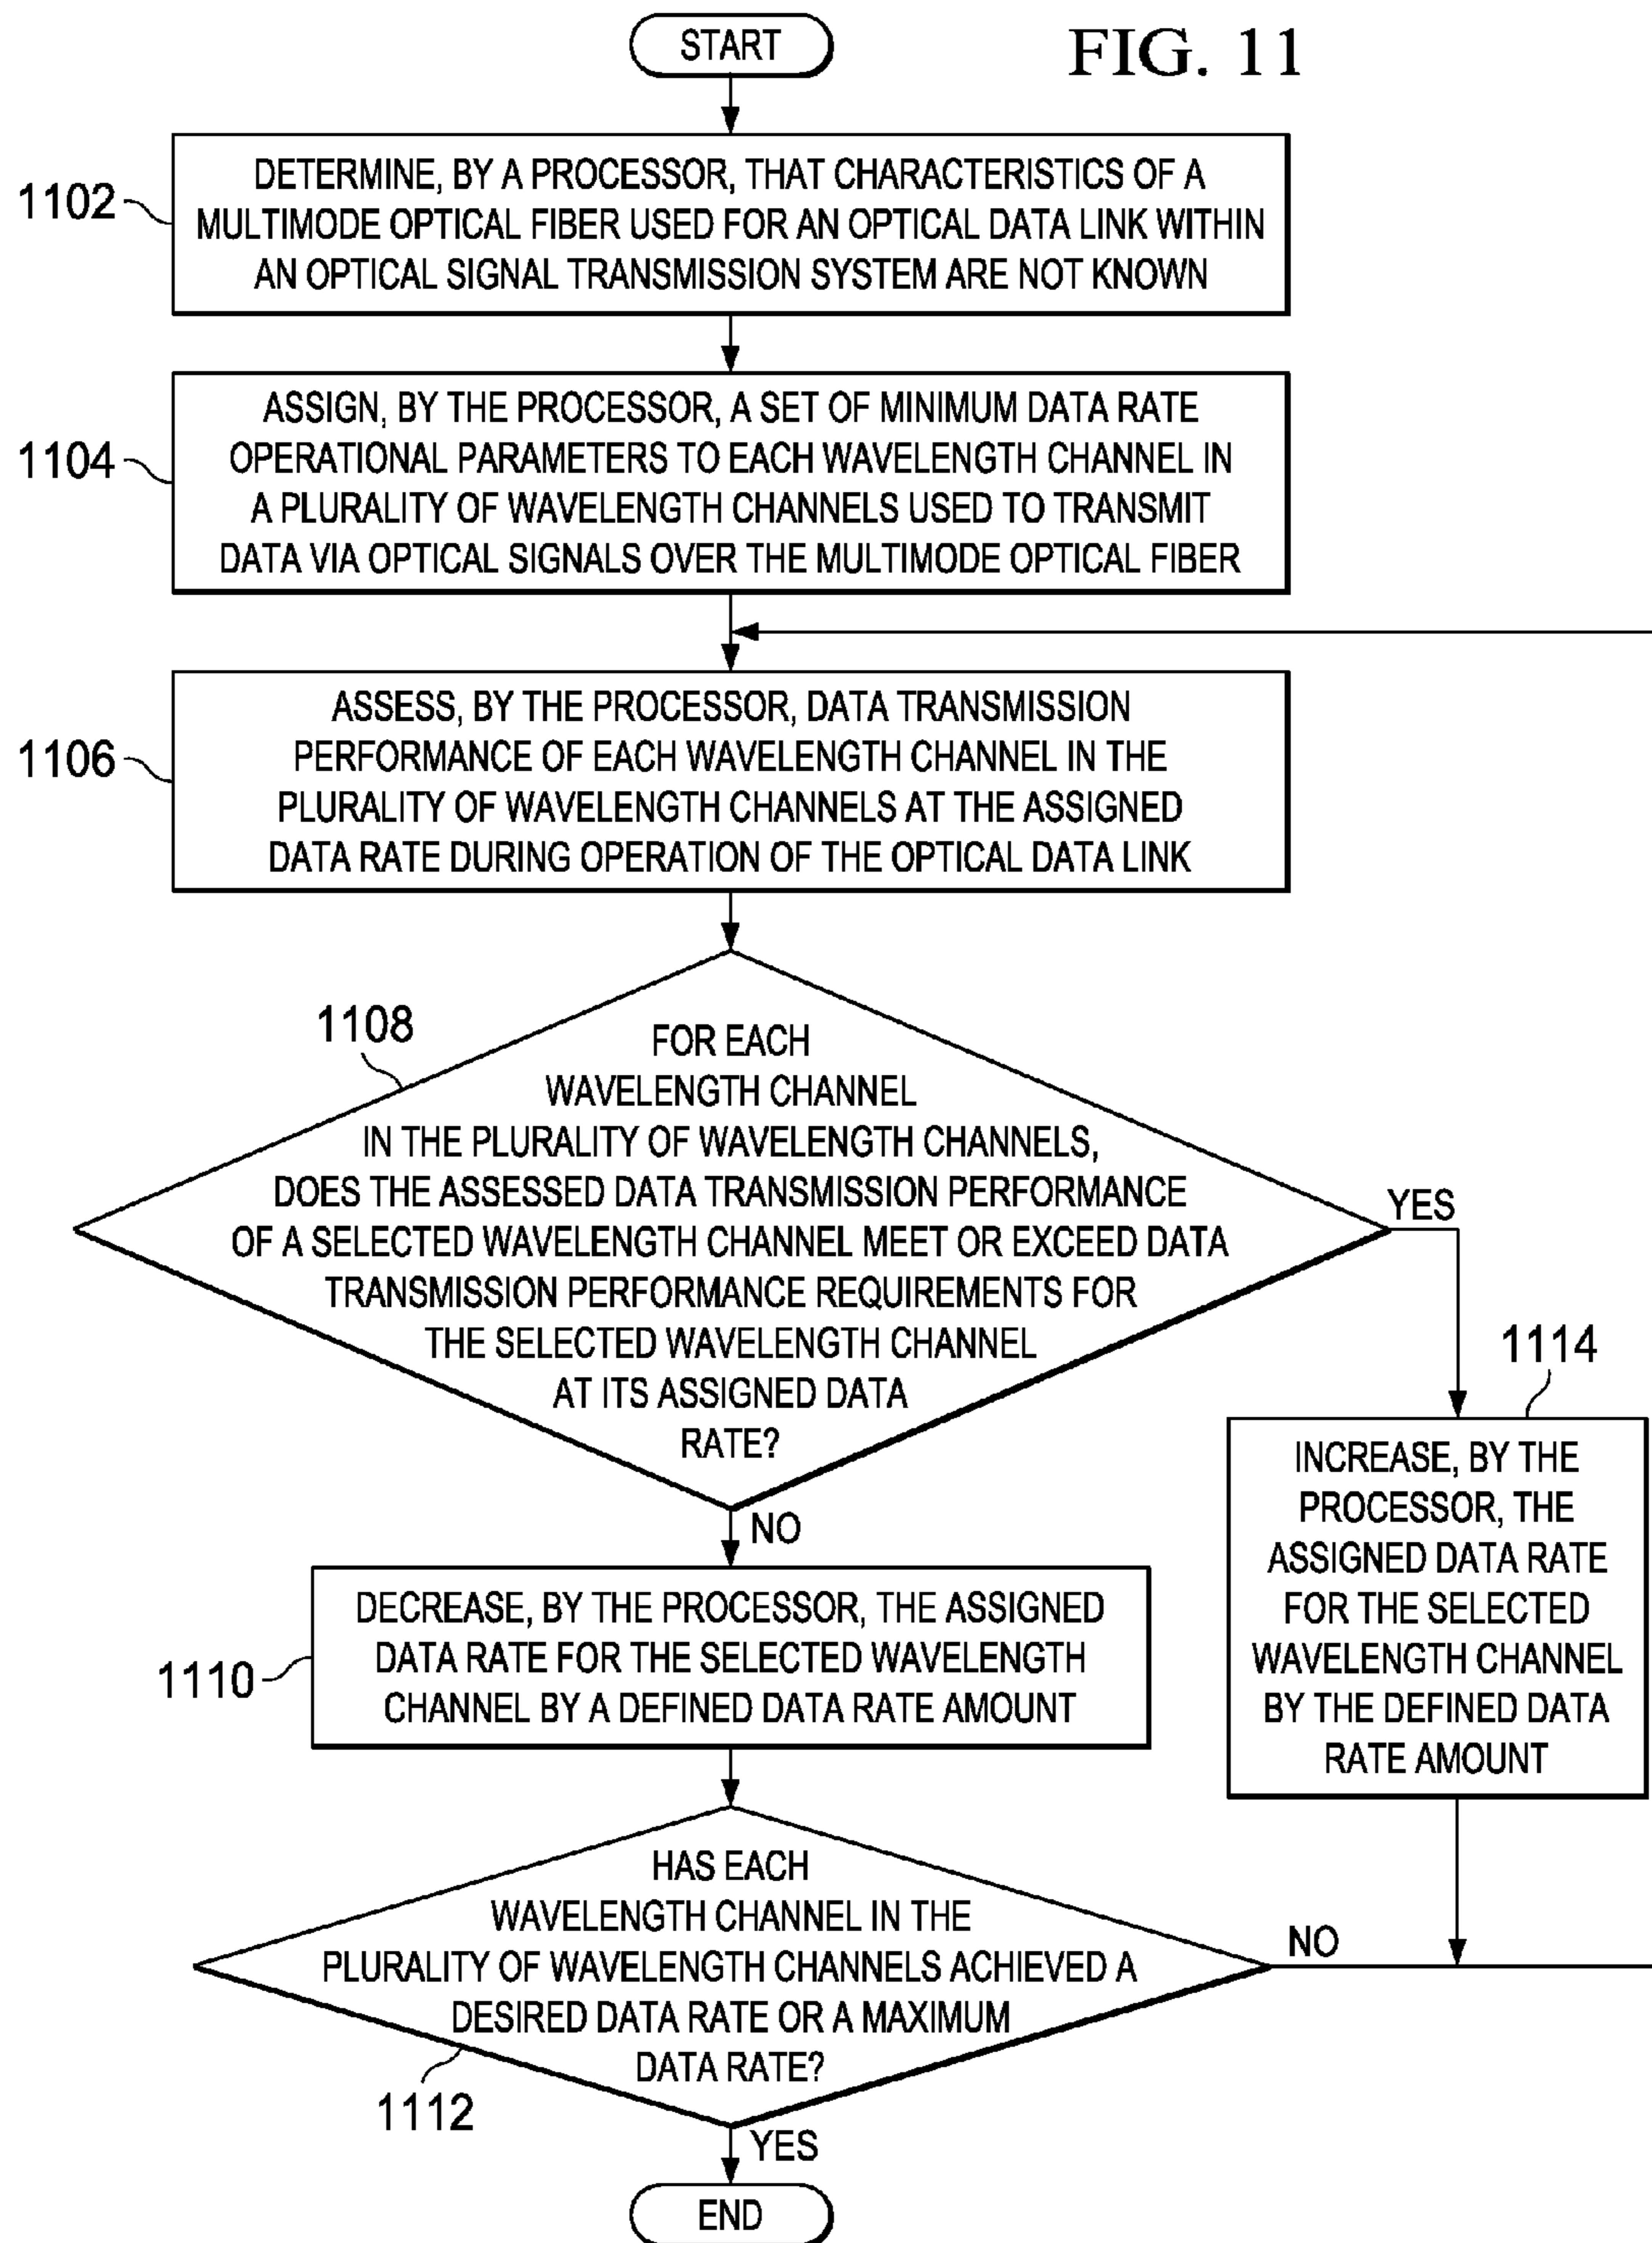 START
FIG. 11
1102
DETERMINE, BY A PROCESSOR, THAT CHARACTERISTICS OF A
MULTIMODE OPTICAL FIBER USED FOR AN OPTICAL DATA LINK WITHIN
AN OPTICAL SIGNAL TRANSMISSION SYSTEM ARE NOT KNOWN
1104
ASSIGN, BY THE PROCESSOR, A SET OF MINIMUM DATA RATE
OPERATIONAL PARAMETERS TO EACH WAVELENGTH CHANNEL IN
A PLURALITY OF WAVELENGTH CHANNELS USED TO TRANSMIT
DATA VIA OPTICAL SIGNALS OVER THE MULTIMODE OPTICAL FIBER
1106
ASSESS, BY THE PROCESSOR, DATA TRANSMISSION
PERFORMANCE OF EACH WAVELENGTH CHANNEL IN THE
PLURALITY OF WAVELENGTH CHANNELS AT THE ASSIGNED
DATA RATE DURING OPERATION OF THE OPTICAL DATA LINK
1108
FOR EACH
WAVELENGTH CHANNEL
IN THE PLURALITY OF WAVELENGTH CHANNELS,
DOES THE ASSESSED DATA TRANSMISSION PERFORMANCE
OF A SELECTED WAVELENGTH CHANNEL MEET OR EXCEED DATA
TRANSMISSION PERFORMANCE REQUIREMENTS FOR
THE SELECTED WAVELENGTH CHANNEL
AT ITS ASSIGNED DATA
RATE?
YES
1114
INCREASE, BY THE
PROCESSOR, THE
ASSIGNED DATA RATE
FOR THE SELECTED
WAVELENGTH CHANNEL
BY THE DEFINED DATA
RATE AMOUNT
NO
1110
DECREASE, BY THE PROCESSOR, THE ASSIGNED
DATA RATE FOR THE SELECTED WAVELENGTH
CHANNEL BY A DEFINED DATA RATE AMOUNT
HAS EACH
WAVELENGTH CHANNEL IN THE
PLURALITY OF WAVELENGTH CHANNELS ACHIEVED A
DESIRED DATA RATE OR A MAXIMUM
DATA RATE?
NO
1112
YES
END